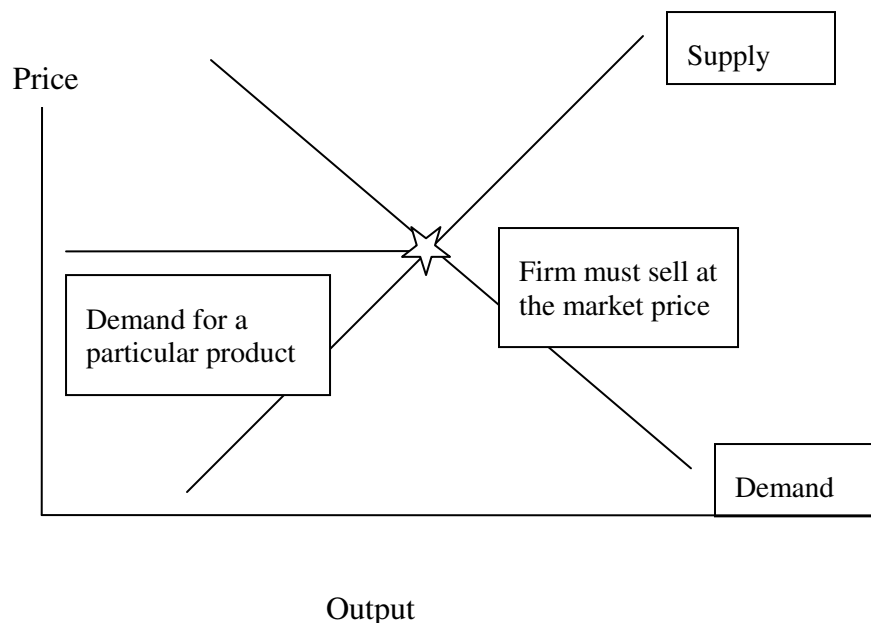 Supply
Price
Firm must sell at
the market price
Demand for a
particular product
Demand
Output